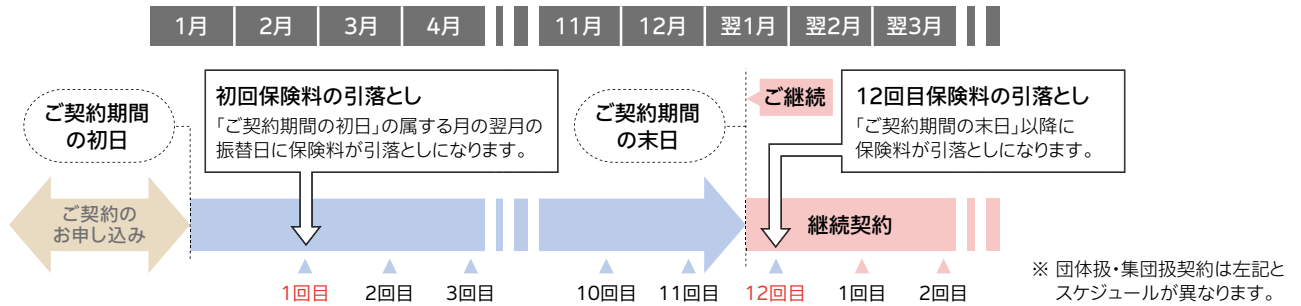 1月 2月 3月 4月 11月 12月 翌1月 翌2月 翌3月
ご契約期間
の初日
初回保険料の引落とし
「ご契約期間の初日」の属する月の翌月の
振替日に保険料が引落としになります。
ご契約期間
の末日
ご継続
12回目保険料の引落とし
「ご契約期間の末日」以降に
保険料が引落としになります。
ご契約の
お申し込み
継続契約
1回目 2回目 3回目 10回目 11回目 12回目 1回目 2回目
※ 団体扱・集団扱契約は左記と
スケジュールが異なります。